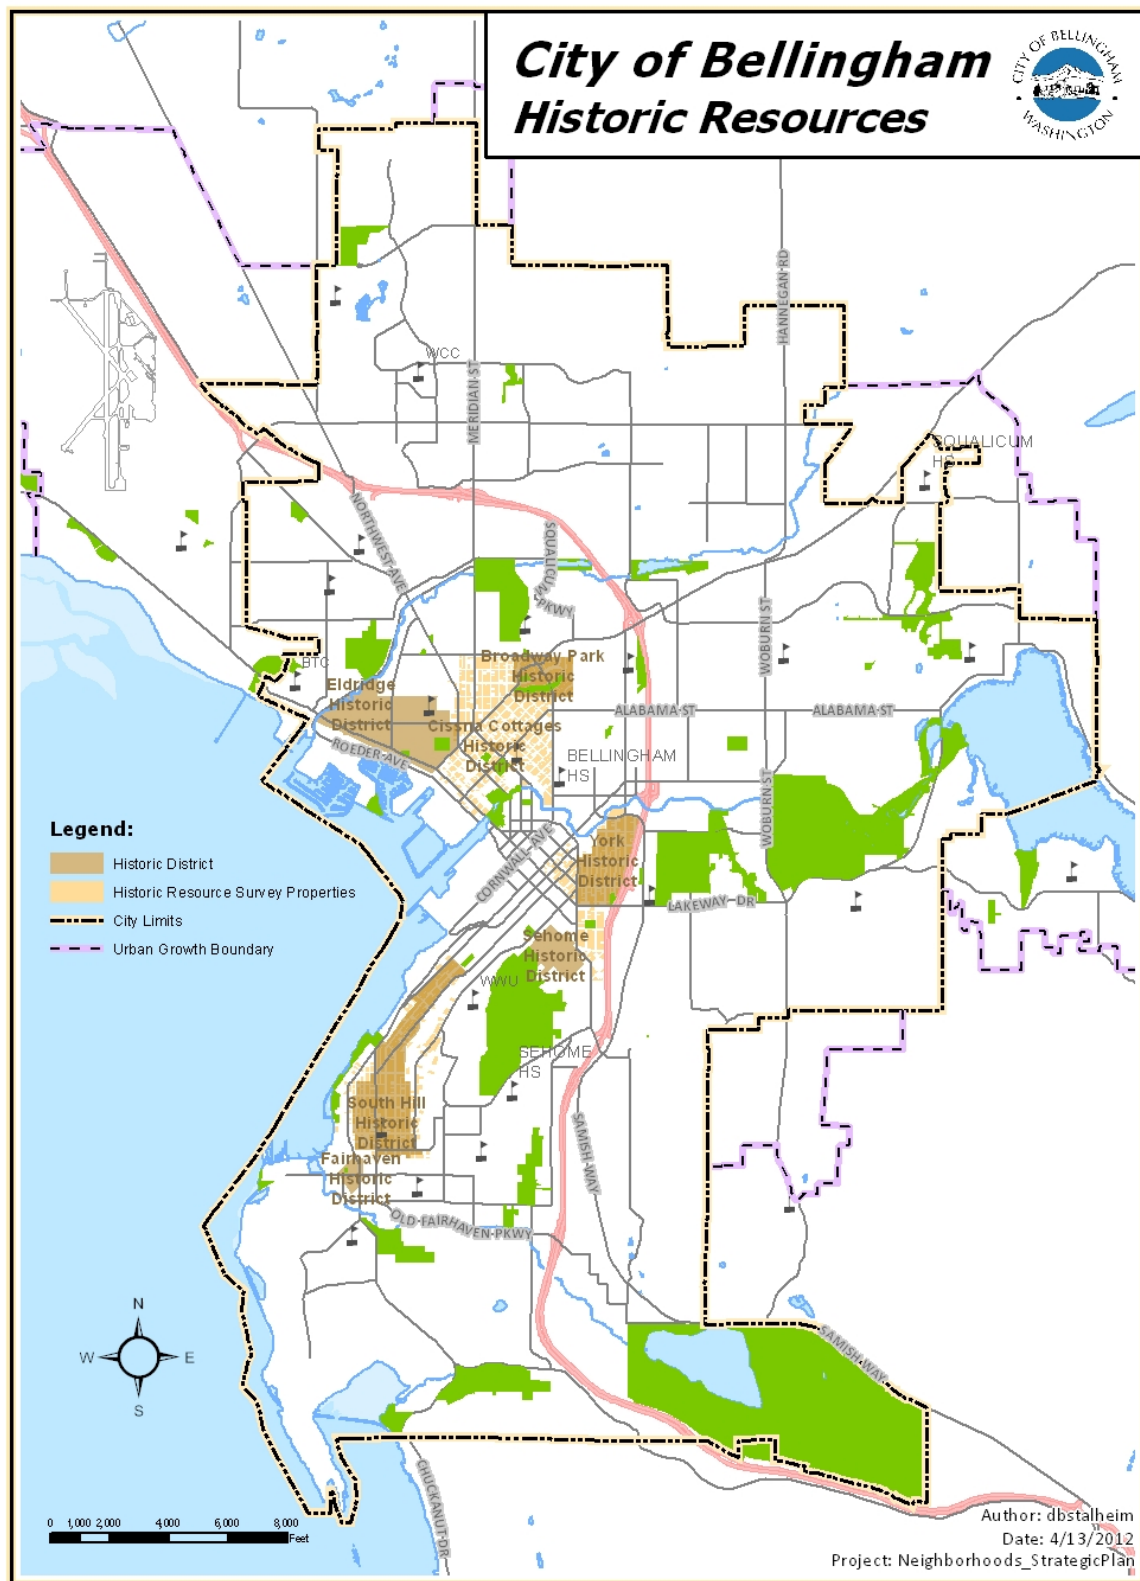 City of Bellingham
Historic Resources
CITY OF BELLINGHAM
WASHINGTON
HANNEGAN RD
WCC
MERIDIAN ST
SQUALICUM
HS
NORTHWEST AVE
SQUALICUM PKWY
WOBURN ST
BTC
Broadway Park
Historic
District
Eldridge
Historic
District
ALABAMA ST
ALABAMA ST
Cissna Cottages
Historic
District
ROEDER AVE
BELLINGHAM
HS
WOBURN ST
Legend:
Historic District
Historic Resource Survey Properties
City Limits
Urban Growth Boundary
CORNWALL AVE
York
Historic
District
LAKEWAY DR
Sehome
Historic
District
WWU
SEHOME
HS
South Hill
Historic
District
SAMISH WAY
Fairhaven
Historic
District
OLD FAIRHAVEN PKWY
N
W E
S
SAMISH WAY
CHUCKANUT DR
0 1,000 2,000 4,000 6,000 8,000
Feet
Author: dbstalheim
Date: 4/13/2012
Project: Neighborhoods_StrategicPlan